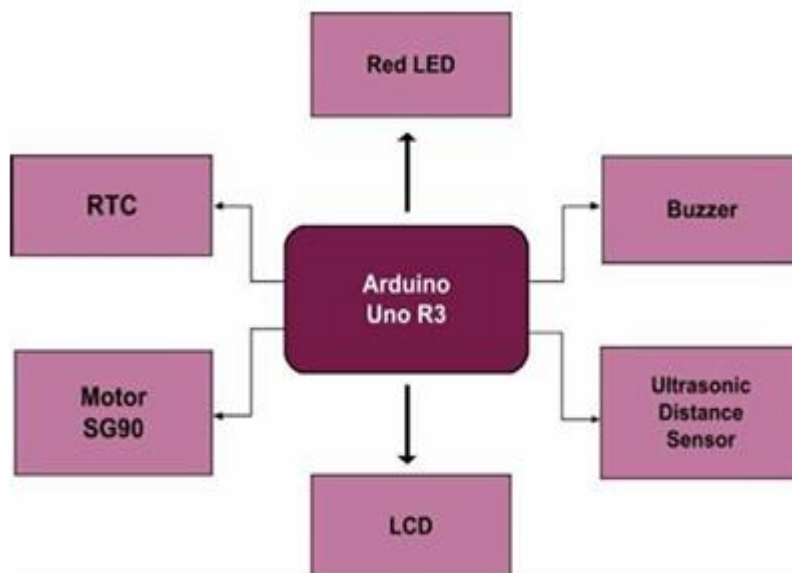 Red LED
RTC
Buzzer
Arduino
Uno R3
Motor
SG90
Ultrasonic
Distance
Sensor
LCD